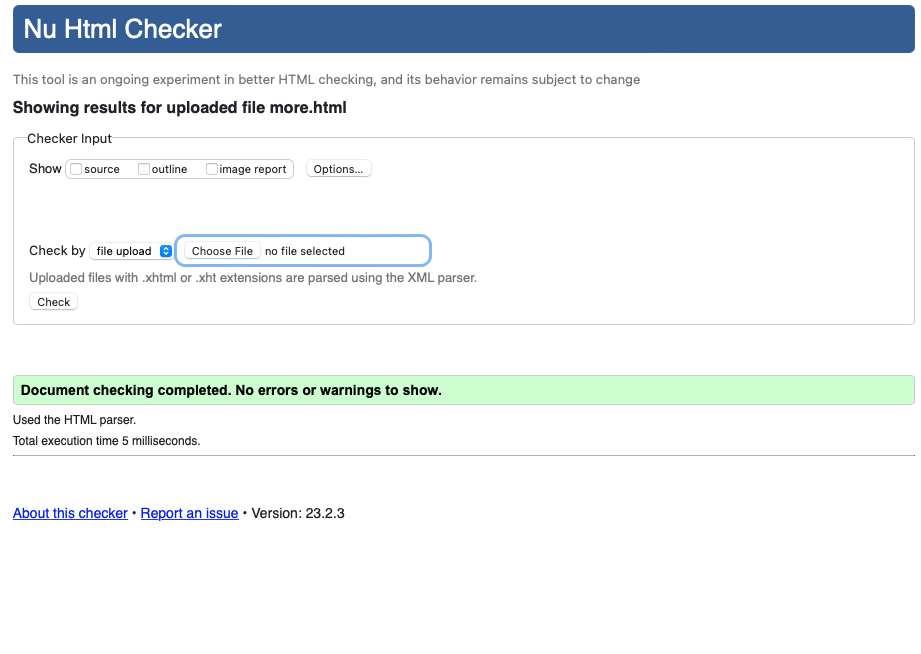 Nu Html Checker
This tool is an ongoing experiment in better HTML checking, and its behavior remains subject to change
Showing results for uploaded file more.html
Checker Input
Show source outline image report Options...
Check by file upload Choose File no file selected
Uploaded files with .xhtml or .xht extensions are parsed using the XML parser.
Check
Document checking completed. No errors or warnings to show.
Used the HTML parser.
Total execution time 5 milliseconds.
About this checker • Report an issue • Version: 23.2.3